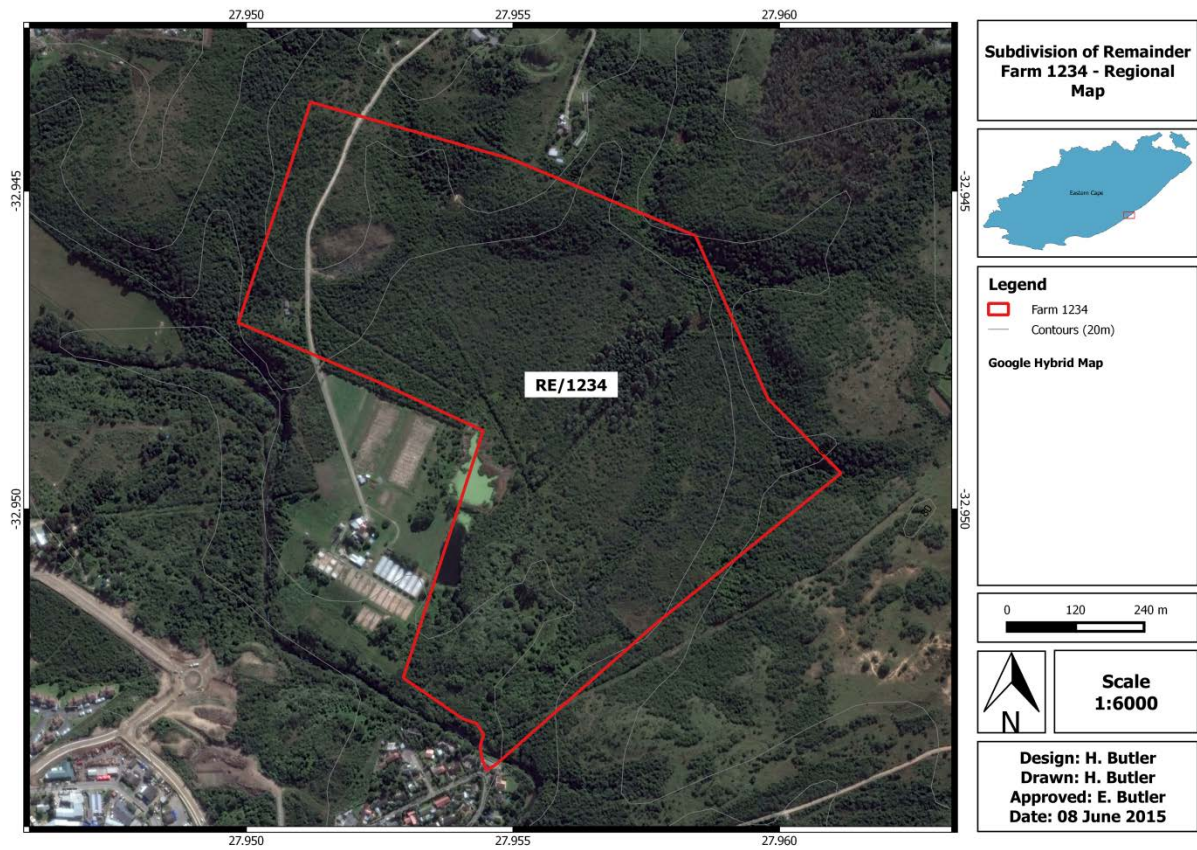 27.950
27.955
27.960
-32.945
-32.945
-32.950
-32.950
RE/1234
27.950
27.955
27.960
Subdivision of Remainder
Farm 1234 - Regional
Map
Eastern Cape
Legend
Farm 1234
Contours (20m)
Google Hybrid Map
0 120 240 m
N
Scale
1:6000
Design: H. Butler
Drawn: H. Butler
Approved: E. Butler
Date: 08 June 2015